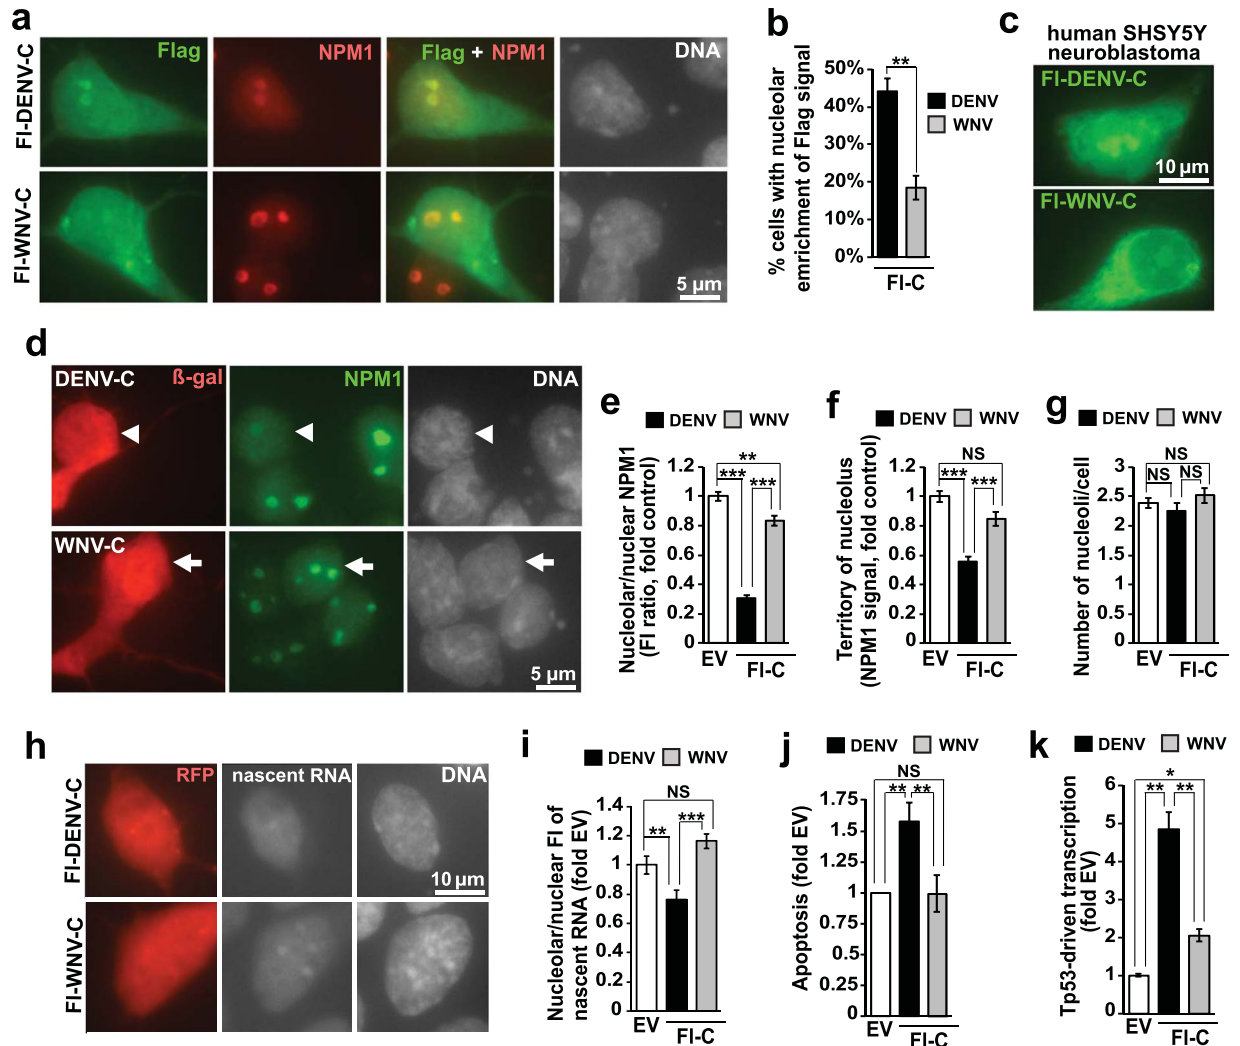 a
Flag
NPM1
Flag + NPM1
DNA
Fl-DENV-C
Fl-WNV-C
5 µm
b
% cells with nucleolar
enrichment of Flag signal
50%
40%
30%
20%
10%
0%
**
DENV
WNV
Fl-C
c
human SHSY5Y
neuroblastoma
Fl-DENV-C
10 µm
Fl-WNV-C
d
DENV-C
ß-gal
NPM1
DNA
WNV-C
5 µm
e
DENV
WNV
Nucleolar/nuclear NPM1
(FI ratio, fold control)
1.2
1
0.8
0.6
0.4
0.2
0
**
***
***
EV
Fl-C
f
DENV
WNV
Territory of nucleolus
(NPM1 signal, fold control)
1.2
1
0.8
0.6
0.4
0.2
0
NS
***
***
EV
Fl-C
g
DENV
WNV
Number of nucleoli/cell
3
2.5
2
1.5
1
0.5
0
NS
NS
NS
EV
Fl-C
h
RFP
nascent RNA
DNA
Fl-DENV-C
10 µm
Fl-WNV-C
i
DENV
WNV
Nucleolar/nuclear FI of
nascent RNA (fold EV)
1.4
1.2
1
0.8
0.6
0.4
0.2
0
NS
**
***
EV
Fl-C
j
DENV
WNV
Apoptosis (fold EV)
1.75
1.5
1.25
1
0.75
0.5
0.25
0
NS
**
**
EV
Fl-C
k
DENV
WNV
Tp53-driven transcription
(fold EV)
6
5
4
3
2
1
0
*
**
**
EV
Fl-C